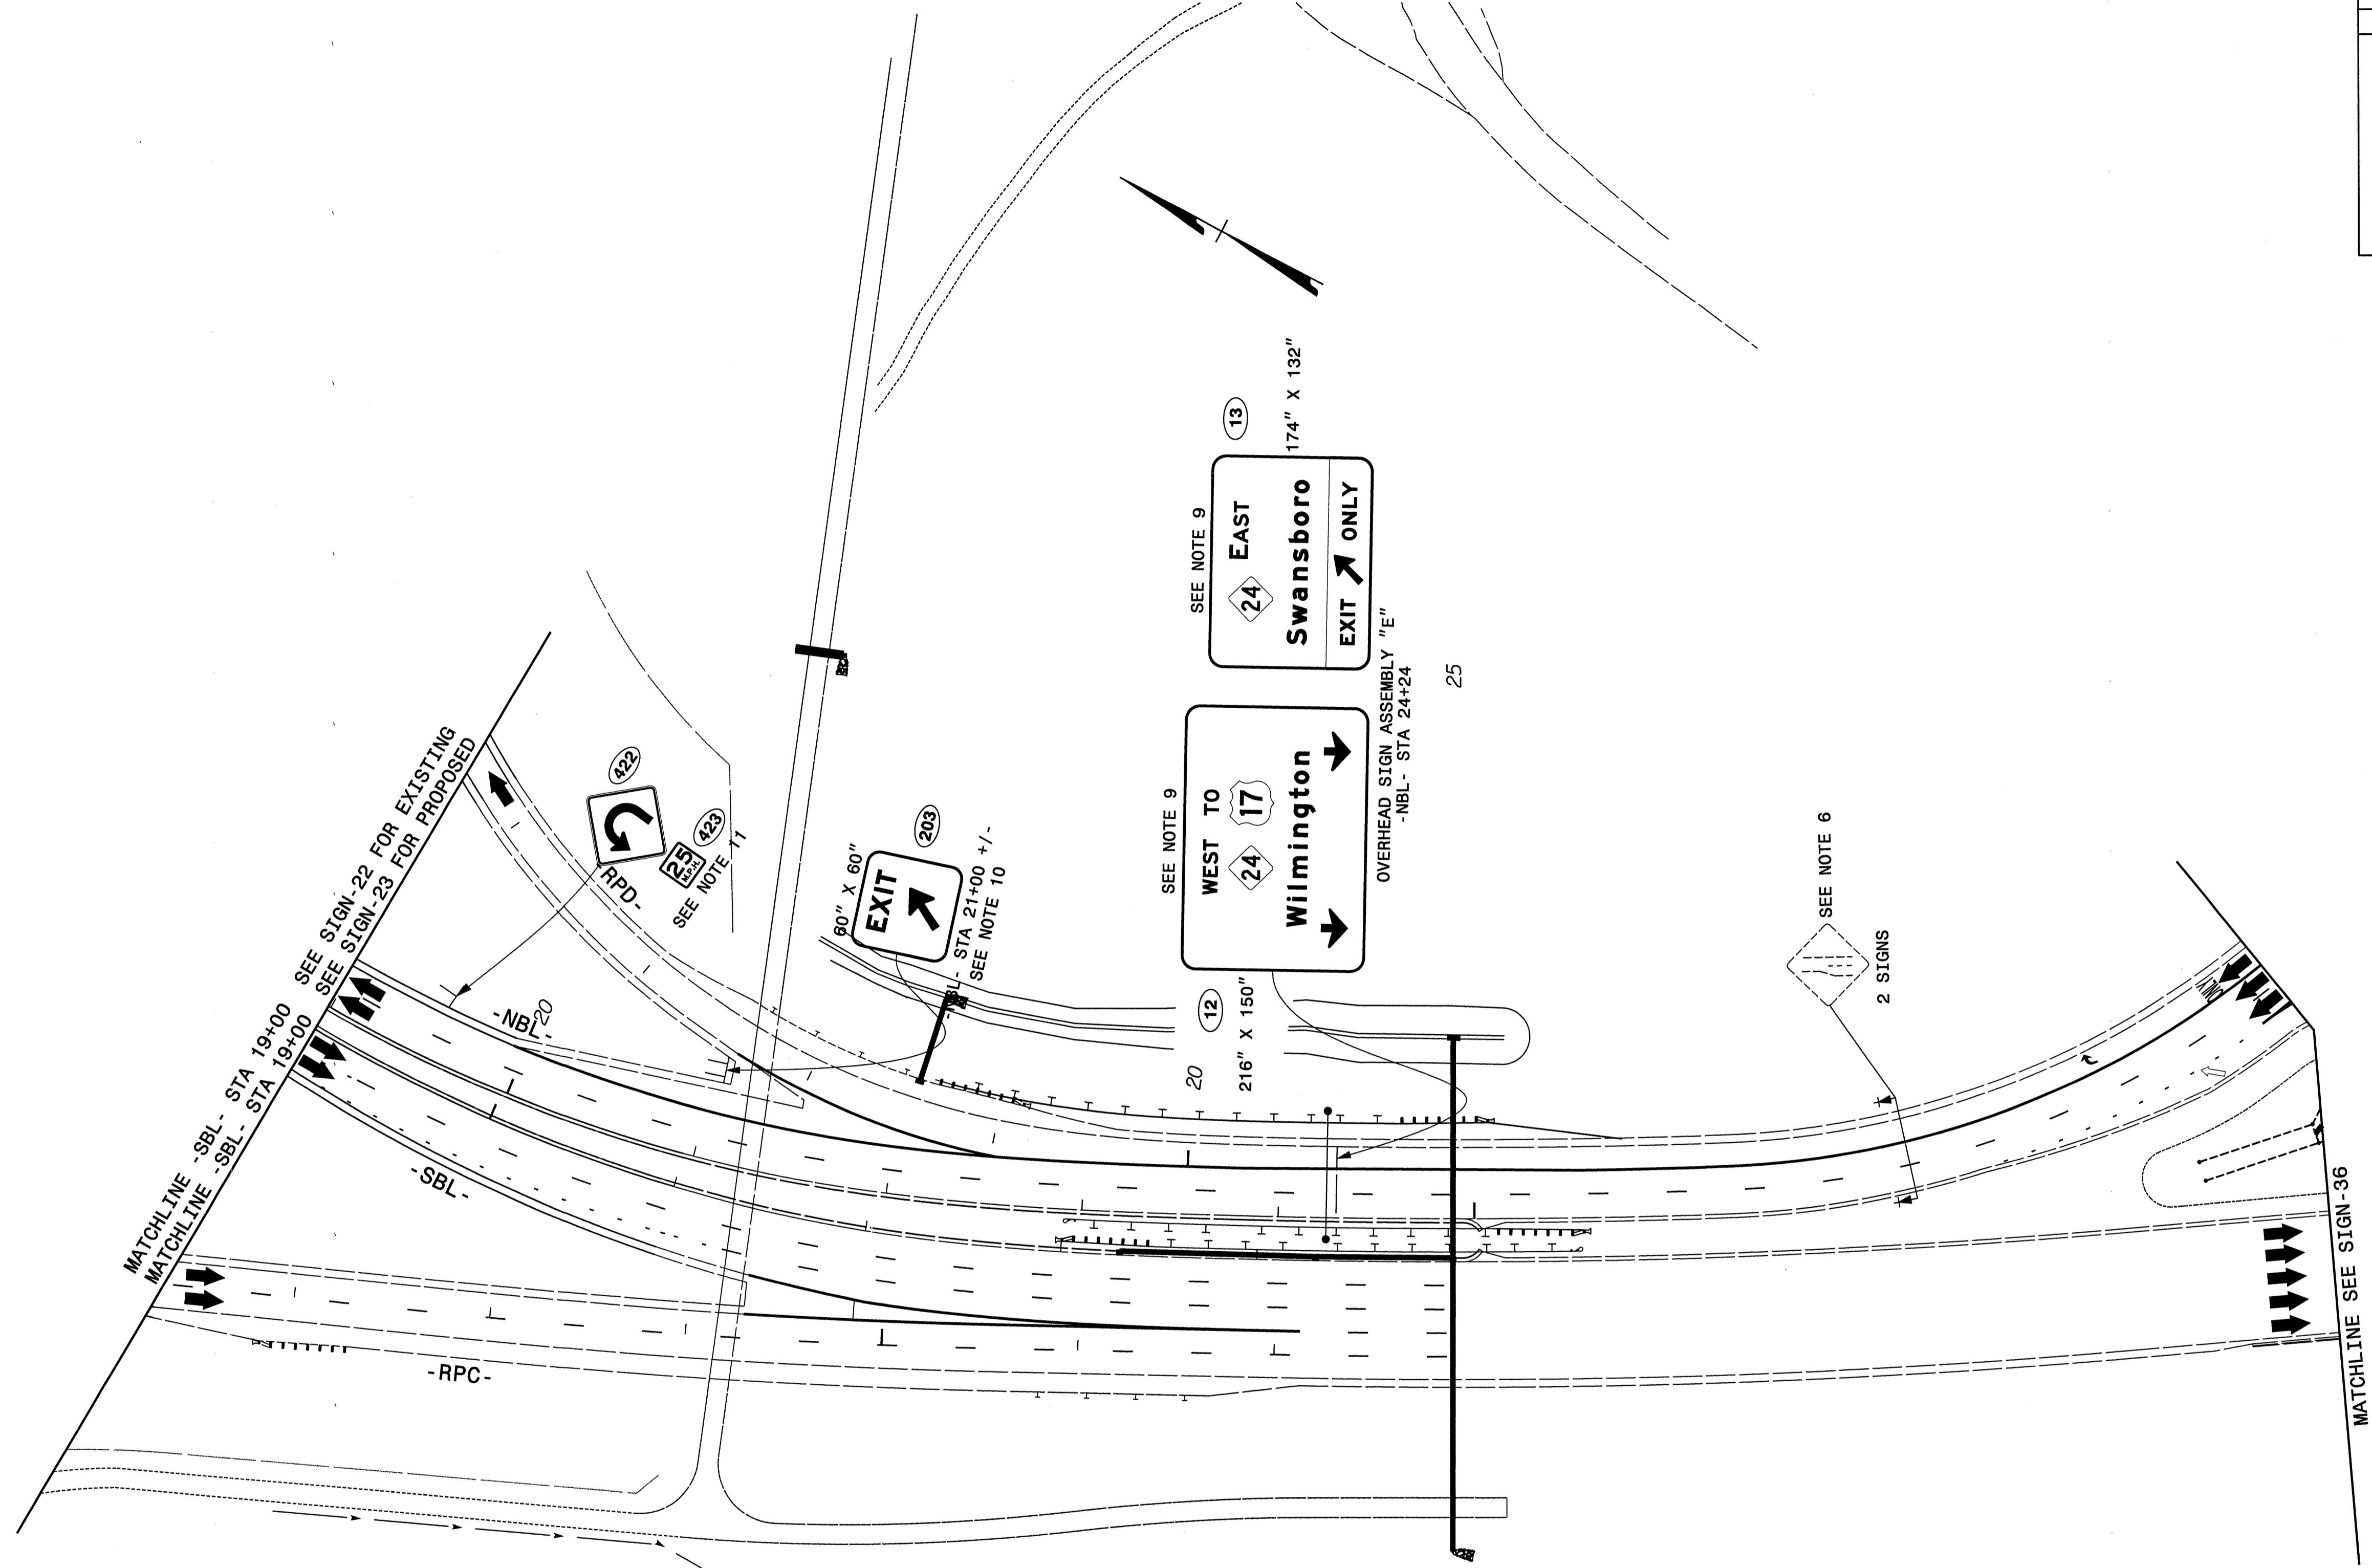 MATCHLINE -SBL- STA 19+00 SEE SIGN-22 FOR EXISTING
MATCHLINE -SBL- STA 19+00 SEE SIGN-23 FOR PROPOSED
422
25
M.P.H.
423
SEE NOTE 11
-RPD-
-NBL-
20
-SBL-
-RPC-
60" X 60"
EXIT
203
-NBL- STA 21+00 +/-
SEE NOTE 10
SEE NOTE 9
24 EAST
Swansboro
EXIT ONLY
13
174" X 132"
SEE NOTE 9
WEST TO
24 17
Wilmington
12
216" X 150"
OVERHEAD SIGN ASSEMBLY "E"
-NBL- STA 24+24
20
25
SEE NOTE 6
2 SIGNS
ONLY
MATCHLINE SEE SIGN-36